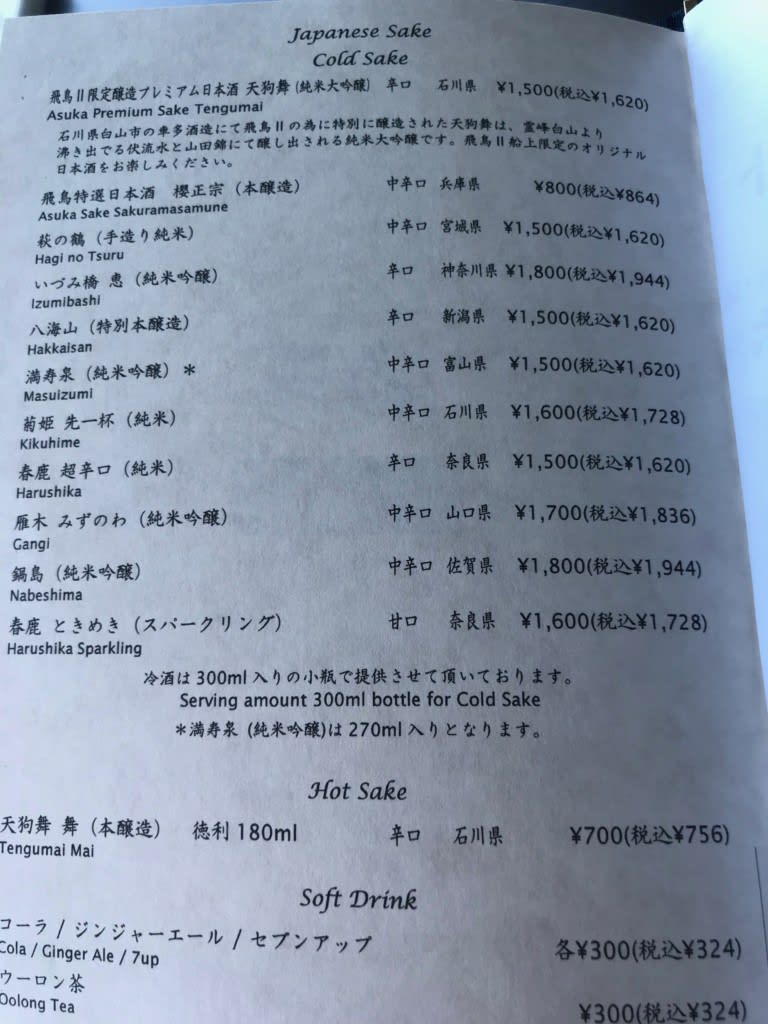 Japanese Sake
Cold Sake
飛鳥Ⅱ限定醸造プレミアム日本酒 天狗舞 (純米大吟醸) 辛口 石川県 ¥1,500(税込¥1,620)
Asuka Premium Sake Tengumai
石川県白山市の車多酒造にて飛鳥Ⅱの為に特別に醸造された天狗舞は、霊峰白山より
沸き出でる伏流水と山田錦にて醸し出される純米大吟醸です。飛鳥Ⅱ船上限定のオリジナル
日本酒をお楽しみください。
飛鳥特選日本酒 櫻正宗（本醸造） 中辛口 兵庫県 ¥800(税込¥864)
Asuka Sake Sakuramasamune
萩の鶴（手造り純米） 中辛口 宮城県 ¥1,500(税込¥1,620)
Hagi no Tsuru
いづみ橋 恵（純米吟醸） 辛口 神奈川県 ¥1,800(税込¥1,944)
Izumibashi
八海山（特別本醸造） 辛口 新潟県 ¥1,500(税込¥1,620)
Hakkaisan
満寿泉（純米吟醸）＊ 中辛口 富山県 ¥1,500(税込¥1,620)
Masuizumi
菊姫 先一杯（純米） 中辛口 石川県 ¥1,600(税込¥1,728)
Kikuhime
春鹿 超辛口（純米） 辛口 奈良県 ¥1,500(税込¥1,620)
Harushika
雁木 みずのわ（純米吟醸） 中辛口 山口県 ¥1,700(税込¥1,836)
Gangi
鍋島（純米吟醸） 中辛口 佐賀県 ¥1,800(税込¥1,944)
Nabeshima
春鹿 ときめき（スパークリング） 甘口 奈良県 ¥1,600(税込¥1,728)
Harushika Sparkling
冷酒は300ml入りの小瓶で提供させて頂いております。
Serving amount 300ml bottle for Cold Sake
＊満寿泉 (純米吟醸)は270ml入りとなります。
Hot Sake
天狗舞 舞（本醸造） 徳利180ml 辛口 石川県 ¥700(税込¥756)
Tengumai Mai
Soft Drink
コーラ / ジンジャーエール / セブンアップ 各¥300(税込¥324)
Cola / Ginger Ale / 7up
ウーロン茶 ¥300(税込¥324)
Oolong Tea